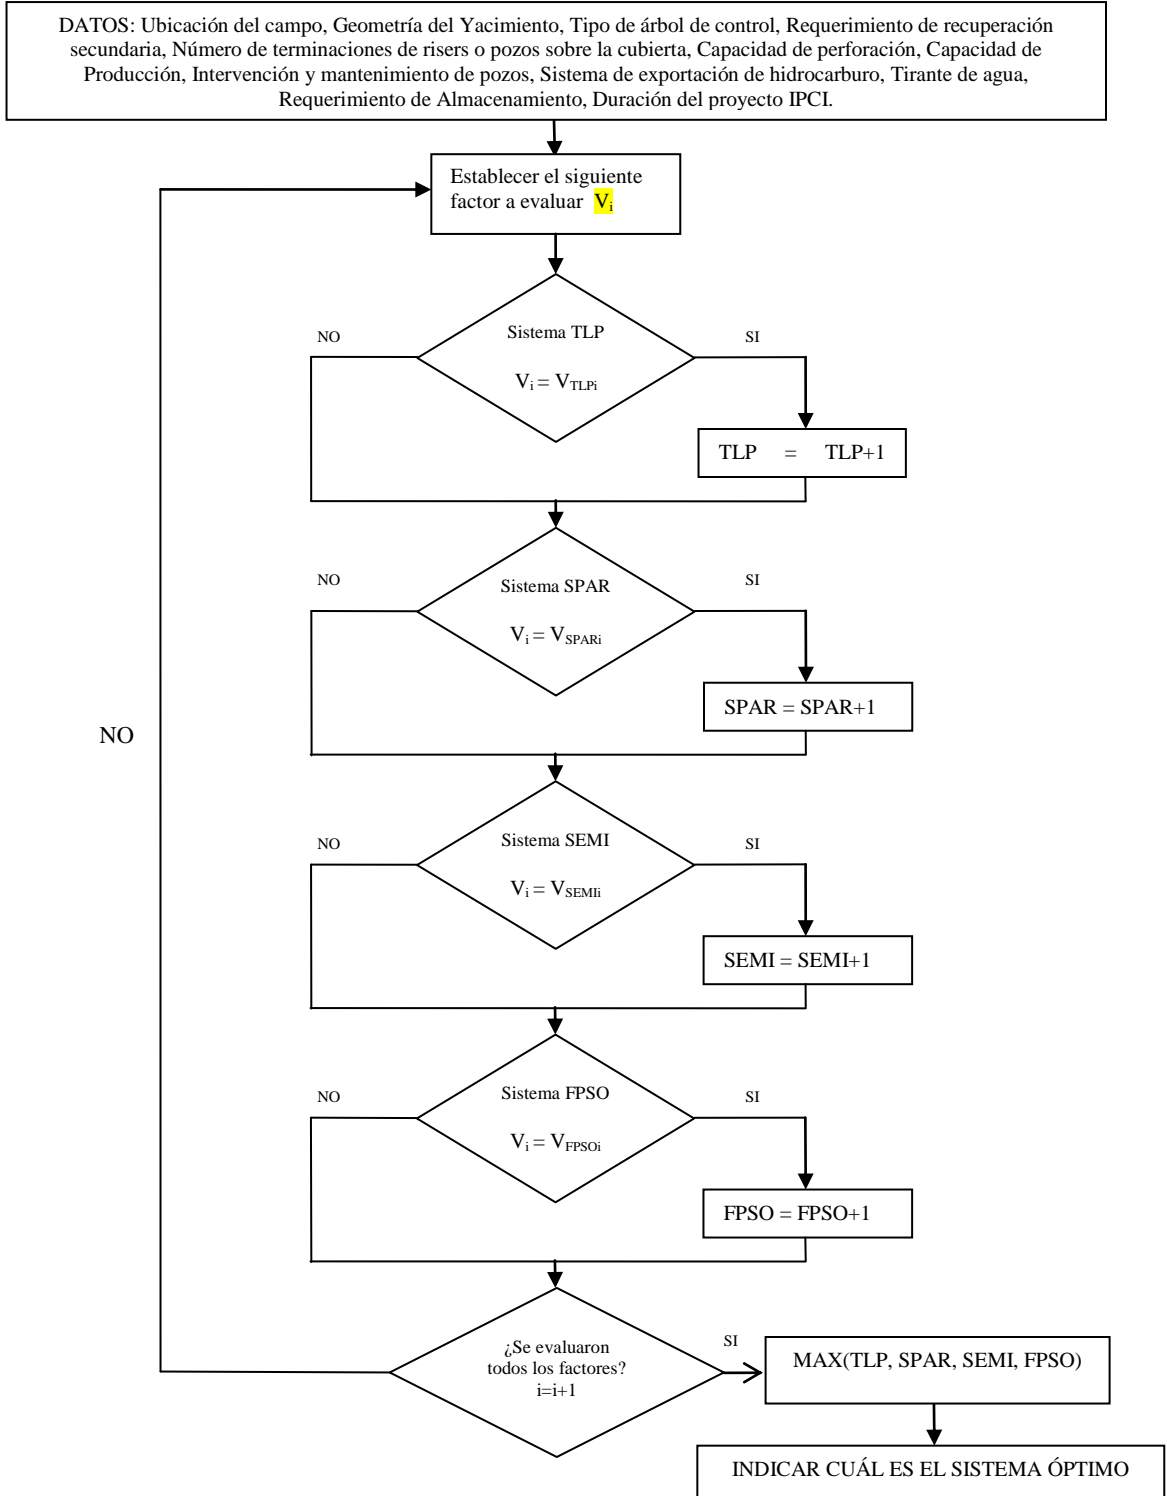 DATOS: Ubicación del campo, Geometría del Yacimiento, Tipo de árbol de control, Requerimiento de recuperación
secundaria, Número de terminaciones de risers o pozos sobre la cubierta, Capacidad de perforación, Capacidad de
Producción, Intervención y mantenimiento de pozos, Sistema de exportación de hidrocarburo, Tirante de agua,
Requerimiento de Almacenamiento, Duración del proyecto IPCI.
Establecer el siguiente
factor a evaluar Vi
NO
Sistema TLP
SI
Vi = VTLPi
TLP = TLP+1
NO
Sistema SPAR
SI
Vi = VSPARi
SPAR = SPAR+1
NO
NO
Sistema SEMI
SI
Vi = VSEMIi
SEMI = SEMI+1
NO
Sistema FPSO
SI
Vi = VFPSOi
FPSO = FPSO+1
¿Se evaluaron
todos los factores?
i=i+1
SI
MAX(TLP, SPAR, SEMI, FPSO)
INDICAR CUÁL ES EL SISTEMA ÓPTIMO